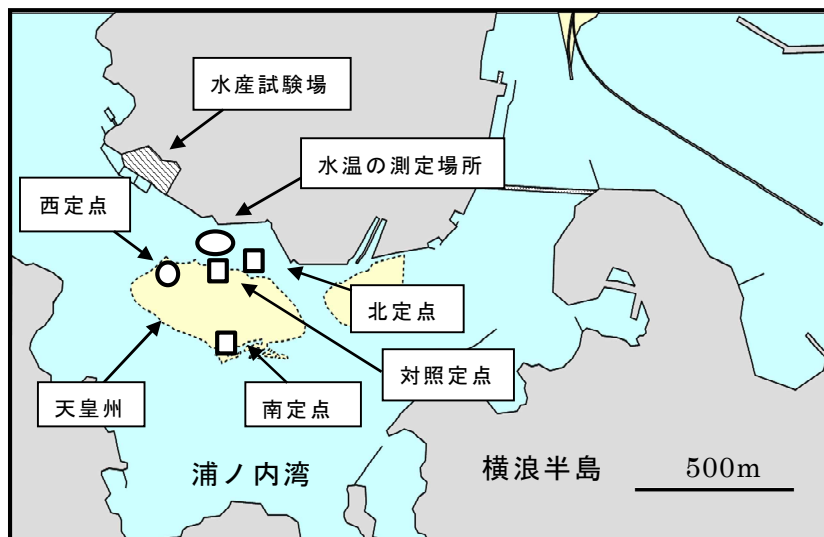 水産試験場
水温の測定場所
西定点
北定点
対照定点
天皇州
南定点
浦ノ内湾
横浪半島
500m